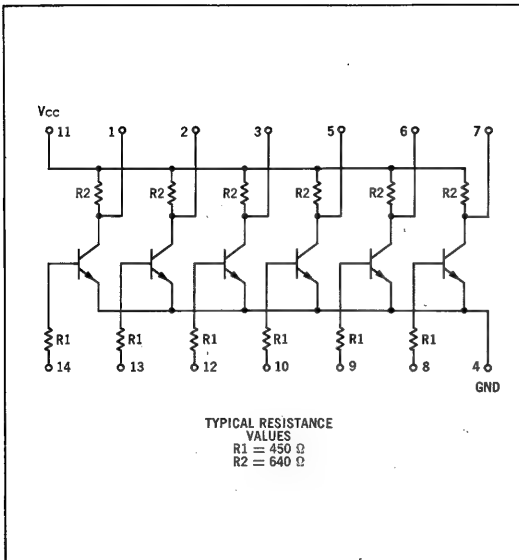 Vcc
11 1 2 3 5 6 7
R2 R2 R2 R2 R2 R2
R1 R1 R1 R1 R1 R1
14 13 12 10 9 8 4
GND
TYPICAL RESISTANCE
VALUES
R1 = 450 Ω
R2 = 640 Ω